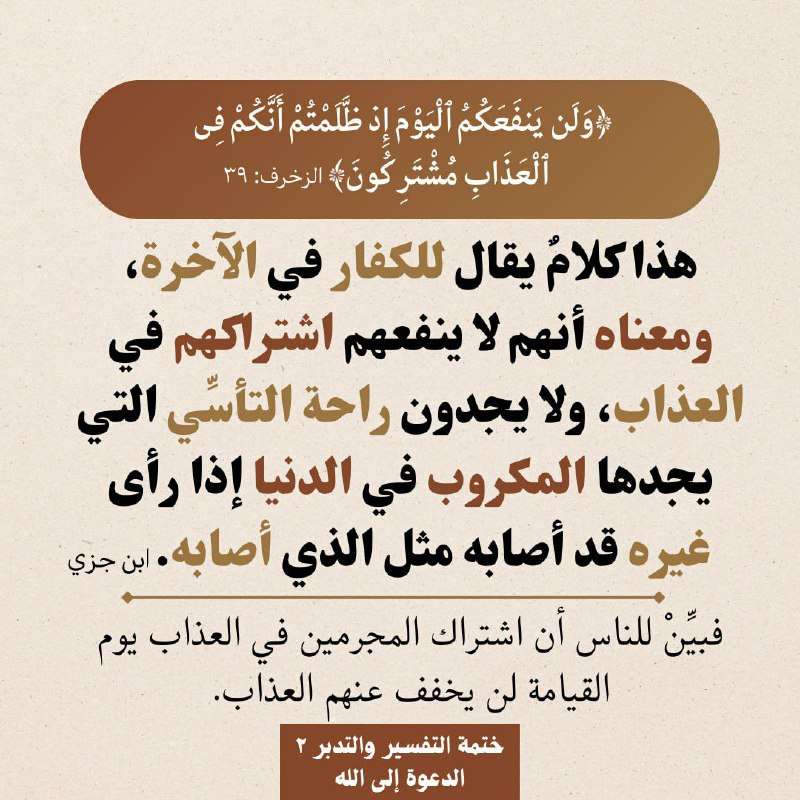 ﴿وَلَن يَنفَعَكُمُ ٱلْيَوْمَ إِذ ظَّلَمْتُمْ أَنَّكُمْ فِى
ٱلْعَذَابِ مُشْتَرِكُونَ﴾ الزخرف: ٣٩
هذا كلامٌ يقال للكفار في الآخرة،
ومعناه أنهم لا ينفعهم اشتراكهم في
العذاب، ولا يجدون راحة التأسِّي التي
يجدها المكروب في الدنيا إذا رأى
غيره قد أصابه مثل الذي أصابه. ابن جزي
فبيِّنْ للناس أن اشتراك المجرمين في العذاب يوم
القيامة لن يخفف عنهم العذاب.
ختمة التفسير والتدبر ٢
الدعوة إلى الله